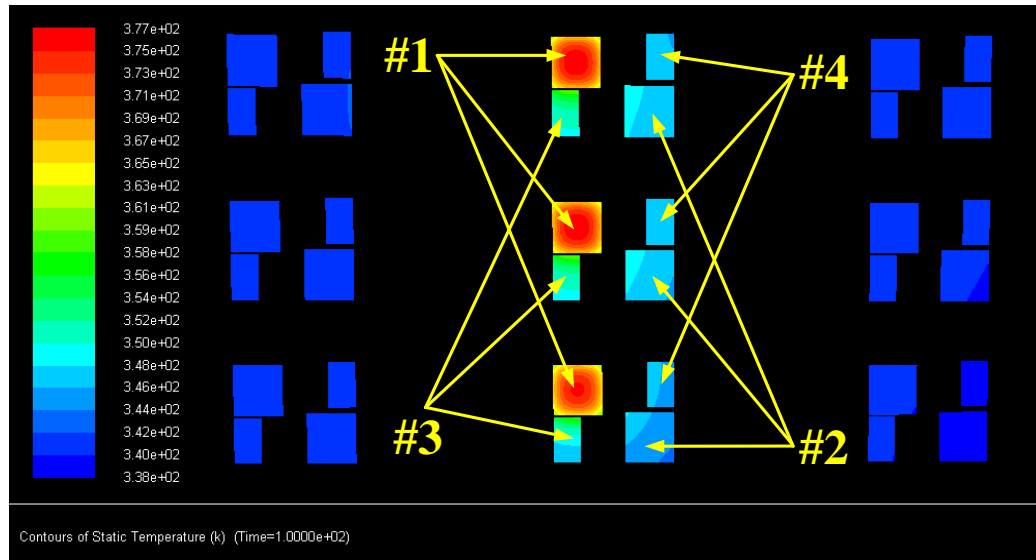 3.77e+02
3.75e+02
3.73e+02
3.71e+02
3.69e+02
3.67e+02
3.65e+02
3.63e+02
3.61e+02
3.59e+02
3.58e+02
3.56e+02
3.54e+02
3.52e+02
3.50e+02
3.48e+02
3.46e+02
3.44e+02
3.42e+02
3.40e+02
3.38e+02
#1
#4
#3
#2
Contours of Static Temperature (k) (Time=1.0000e+02)